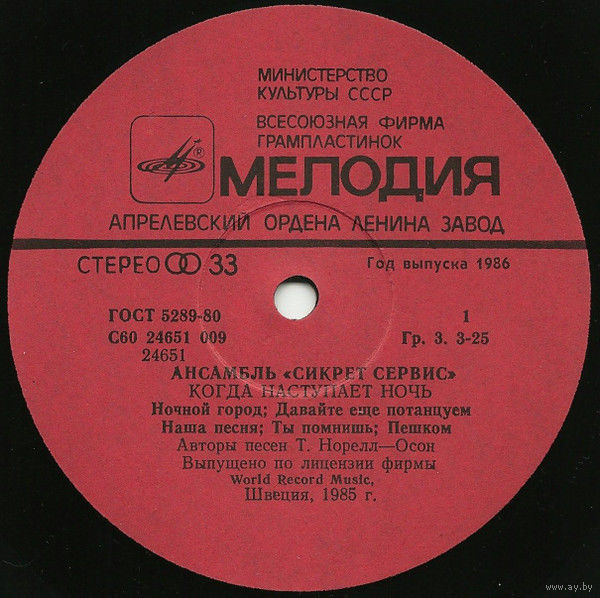 МИНИСТЕРСТВО
КУЛЬТУРЫ СССР
ВСЕСОЮЗНАЯ ФИРМА
ГРАМПЛАСТИНОК
®
МЕЛОДИЯ
АПРЕЛЕВСКИЙ ОРДЕНА ЛЕНИНА ЗАВОД
СТЕРЕО 33
Год выпуска 1986
ГОСТ 5289-80 1
С60 24651 009 Гр. 3. 3-25
24651
АНСАМБЛЬ «СИКРЕТ СЕРВИС»
КОГДА НАСТУПАЕТ НОЧЬ
Ночной город; Давайте еще потанцуем
Наша песня; Ты помнишь; Пешком
Авторы песен Т. Норелл—Осон
Выпущено по лицензии фирмы
World Record Music,
Швеция, 1985 г.
www.ay.by